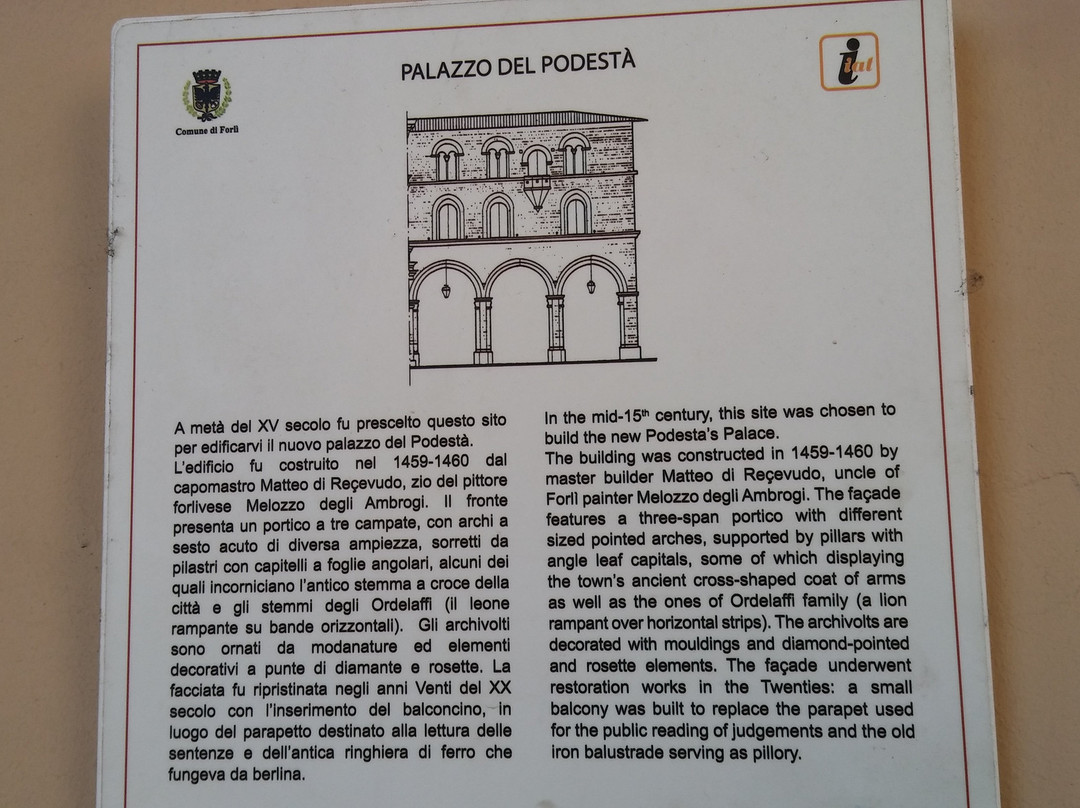 PALAZZO DEL PODESTÀ
Comune di Forlì
i iat
A metà del XV secolo fu prescelto questo sito
per edificarvi il nuovo palazzo del Podestà.
L'edificio fu costruito nel 1459-1460 dal
capomastro Matteo di Reçevudo, zio del pittore
forlivese Melozzo degli Ambrogi. Il fronte
presenta un portico a tre campate, con archi a
sesto acuto di diversa ampiezza, sorretti da
pilastri con capitelli a foglie angolari, alcuni dei
quali incorniciano l'antico stemma a croce della
città e gli stemmi degli Ordelaffi (il leone
rampante su bande orizzontali). Gli archivolti
sono ornati da modanature ed elementi
decorativi a punte di diamante e rosette. La
facciata fu ripristinata negli anni Venti del XX
secolo con l'inserimento del balconcino, in
luogo del parapetto destinato alla lettura delle
sentenze e dell'antica ringhiera di ferro che
fungeva da berlina.
In the mid-15th century, this site was chosen to
build the new Podesta's Palace.
The building was constructed in 1459-1460 by
master builder Matteo di Reçevudo, uncle of
Forlì painter Melozzo degli Ambrogi. The façade
features a three-span portico with different
sized pointed arches, supported by pillars with
angle leaf capitals, some of which displaying
the town's ancient cross-shaped coat of arms
as well as the ones of Ordelaffi family (a lion
rampant over horizontal strips). The archivolts are
decorated with mouldings and diamond-pointed
and rosette elements. The façade underwent
restoration works in the Twenties: a small
balcony was built to replace the parapet used
for the public reading of judgements and the old
iron balustrade serving as pillory.